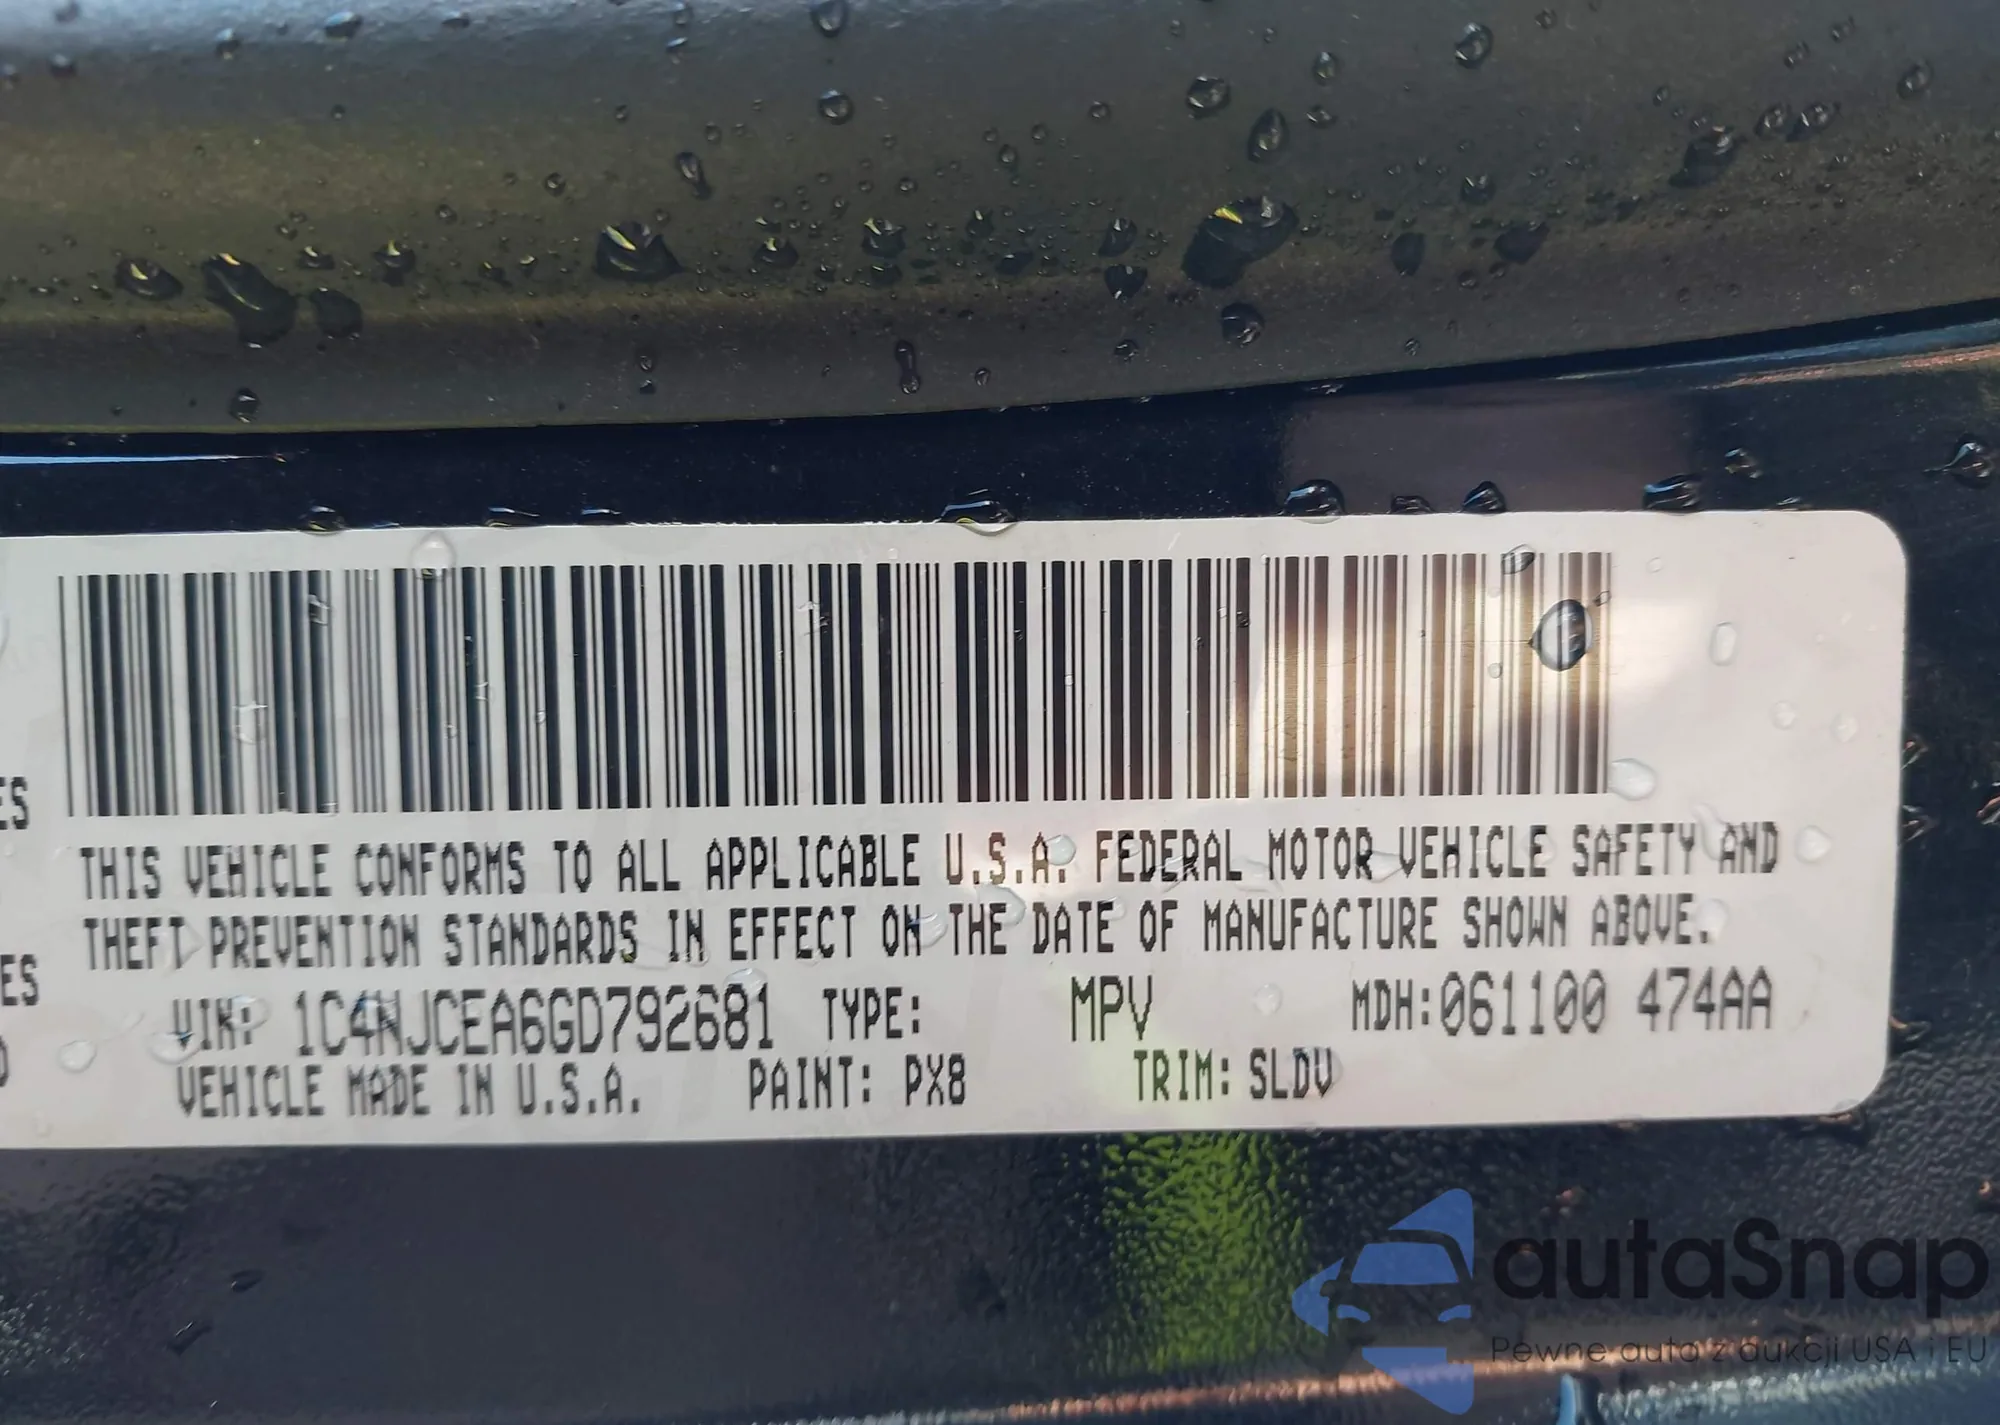 ES
THIS VEHICLE CONFORMS TO ALL APPLICABLE U.S.A. FEDERAL MOTOR VEHICLE SAFETY AND
THEFT PREVENTION STANDARDS IN EFFECT ON THE DATE OF MANUFACTURE SHOWN ABOVE.
ES
VIN: 1C4NJCEA6GD792681 TYPE: MPV MDH:061100 474AA
VEHICLE MADE IN U.S.A. PAINT: PX8 TRIM: SLDV
autaSnap
Pewne auta z aukcji USA i EU